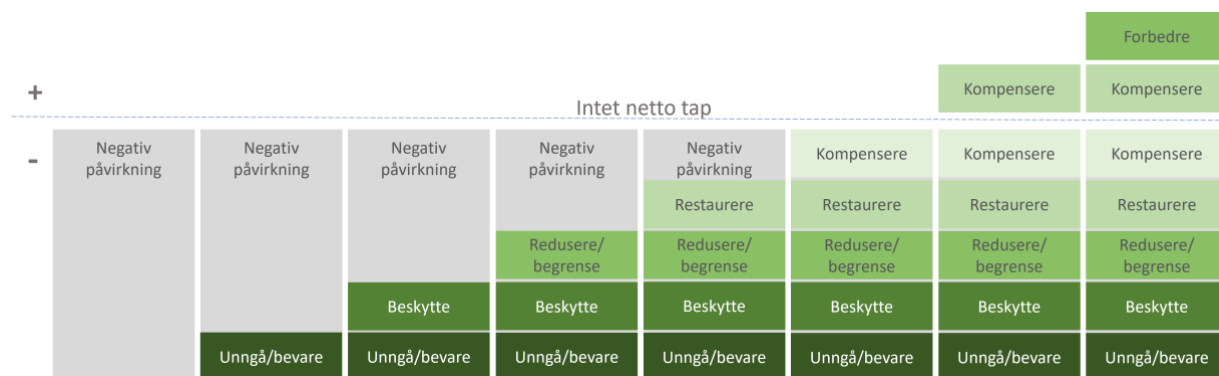 Forbedre
+
Kompensere Kompensere
Intet netto tap
-
Negativ Negativ Negativ Negativ Negativ
påvirkning påvirkning påvirkning påvirkning påvirkning
Kompensere Kompensere Kompensere
Restaurere Restaurere Restaurere Restaurere
Redusere/ Redusere/ Redusere/ Redusere/ Redusere/
begrense begrense begrense begrense begrense
Beskytte Beskytte Beskytte Beskytte Beskytte Beskytte
Unngå/bevare Unngå/bevare Unngå/bevare Unngå/bevare Unngå/bevare Unngå/bevare Unngå/bevare